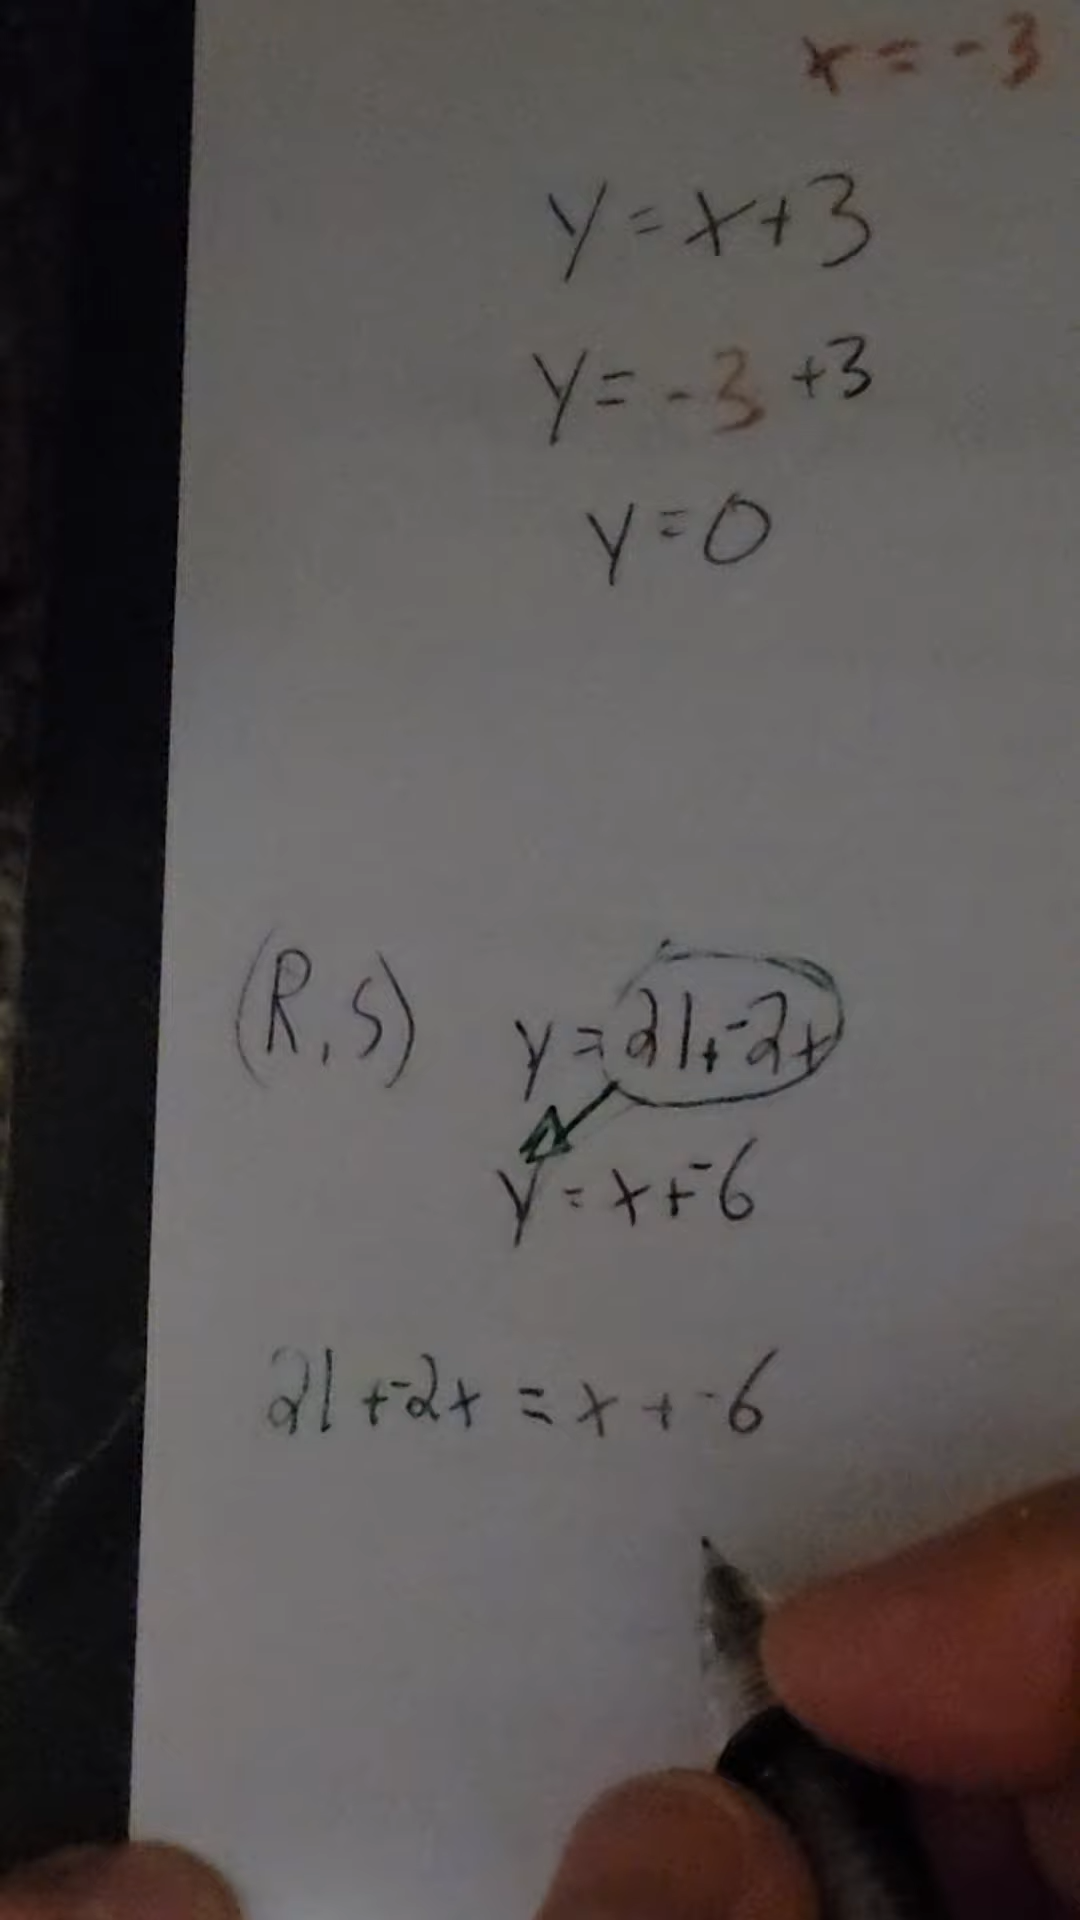 x = -3
y = x + 3
y = -3 + 3
y = 0
(R, S) y = 21 + -2x
y = x + -6
21 + -2x = x + -6